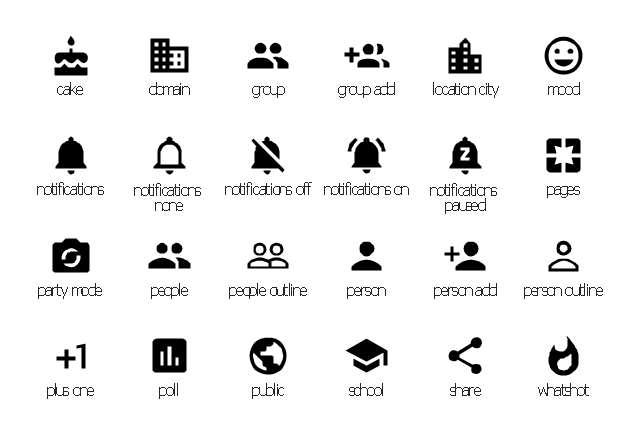 cake
domain
group
group add
location city
mood
notifications
notifications
none
notifications off
notifications on
Z
notifications
paused
pages
party mode
people
people outline
person
person add
person outline
+1
plus one
poll
public
school
share
whatshot